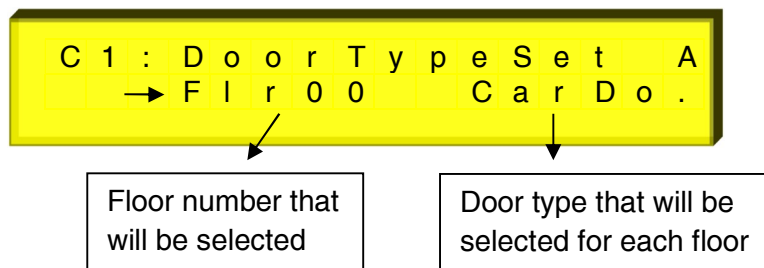 C1: DoorTypeSet A
→ Flr00 CarDo.
Floor number that
will be selected
Door type that will be
selected for each floor